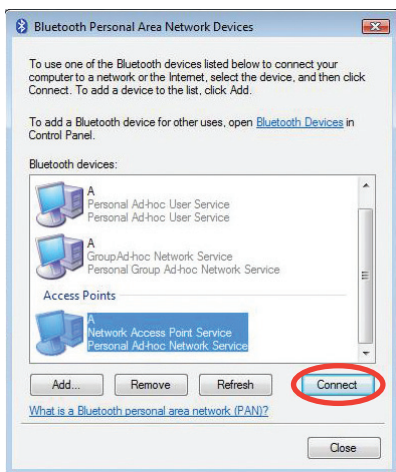 Bluetooth Personal Area Network Devices
To use one of the Bluetooth devices listed below to connect your
computer to a network or the Internet, select the device, and then click
Connect. To add a device to the list, click Add.
To add a Bluetooth device for other uses, open Bluetooth Devices in
Control Panel.
Bluetooth devices:
A
Personal Ad-hoc User Service
Personal Ad-hoc User Service
A
GroupAd-hoc Network Service
Personal Group Ad-hoc Network Service
Access Points
A
Network Access Point Service
Personal Ad-hoc Network Service
Add... Remove Refresh Connect
What is a Bluetooth personal area network (PAN)?
Close